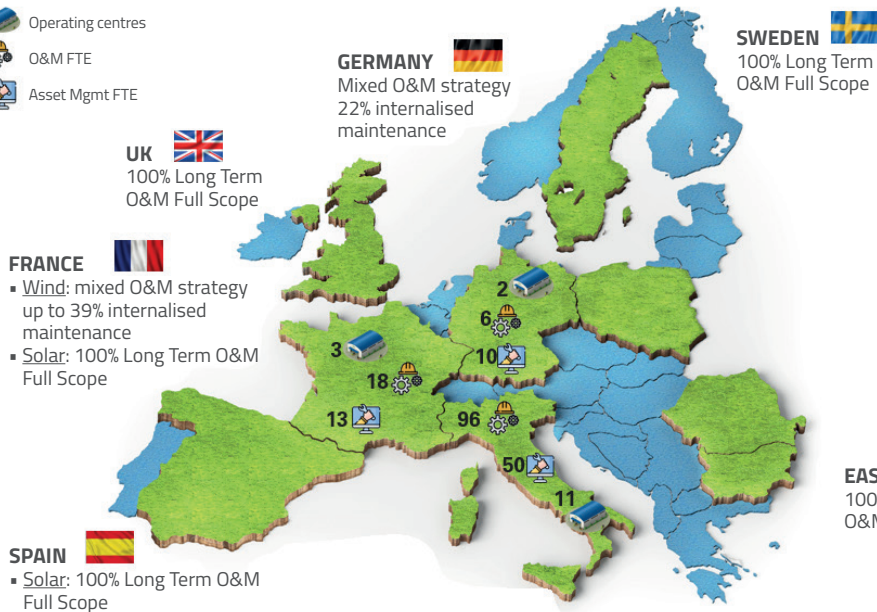 Operating centres
O&M FTE
Asset Mgmt FTE
GERMANY
Mixed O&M strategy
22% internalised
maintenance
SWEDEN
100% Long Term
O&M Full Scope
UK
100% Long Term
O&M Full Scope
FRANCE
▪ Wind: mixed O&M strategy
up to 39% internalised
maintenance
▪ Solar: 100% Long Term O&M
Full Scope
2
6
10
3
18
13
96
50
11
EAS
100
O&M
SPAIN
▪ Solar: 100% Long Term O&M
Full Scope